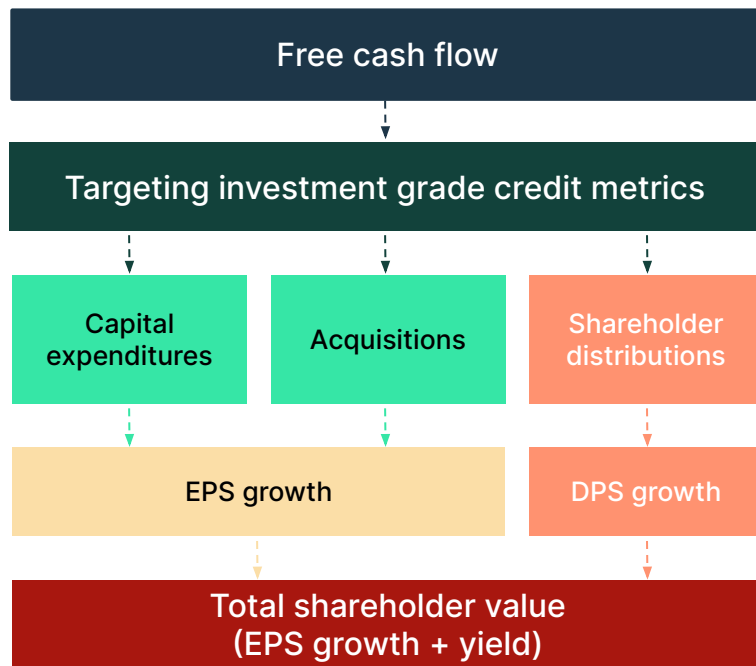 Free cash flow
Targeting investment grade credit metrics
Capital
expenditures
Acquisitions
Shareholder
distributions
EPS growth
DPS growth
Total shareholder value
(EPS growth + yield)